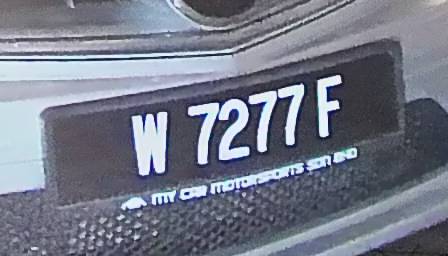 W 7277 F
MY CAR MOTORSPORTS SDN BHD